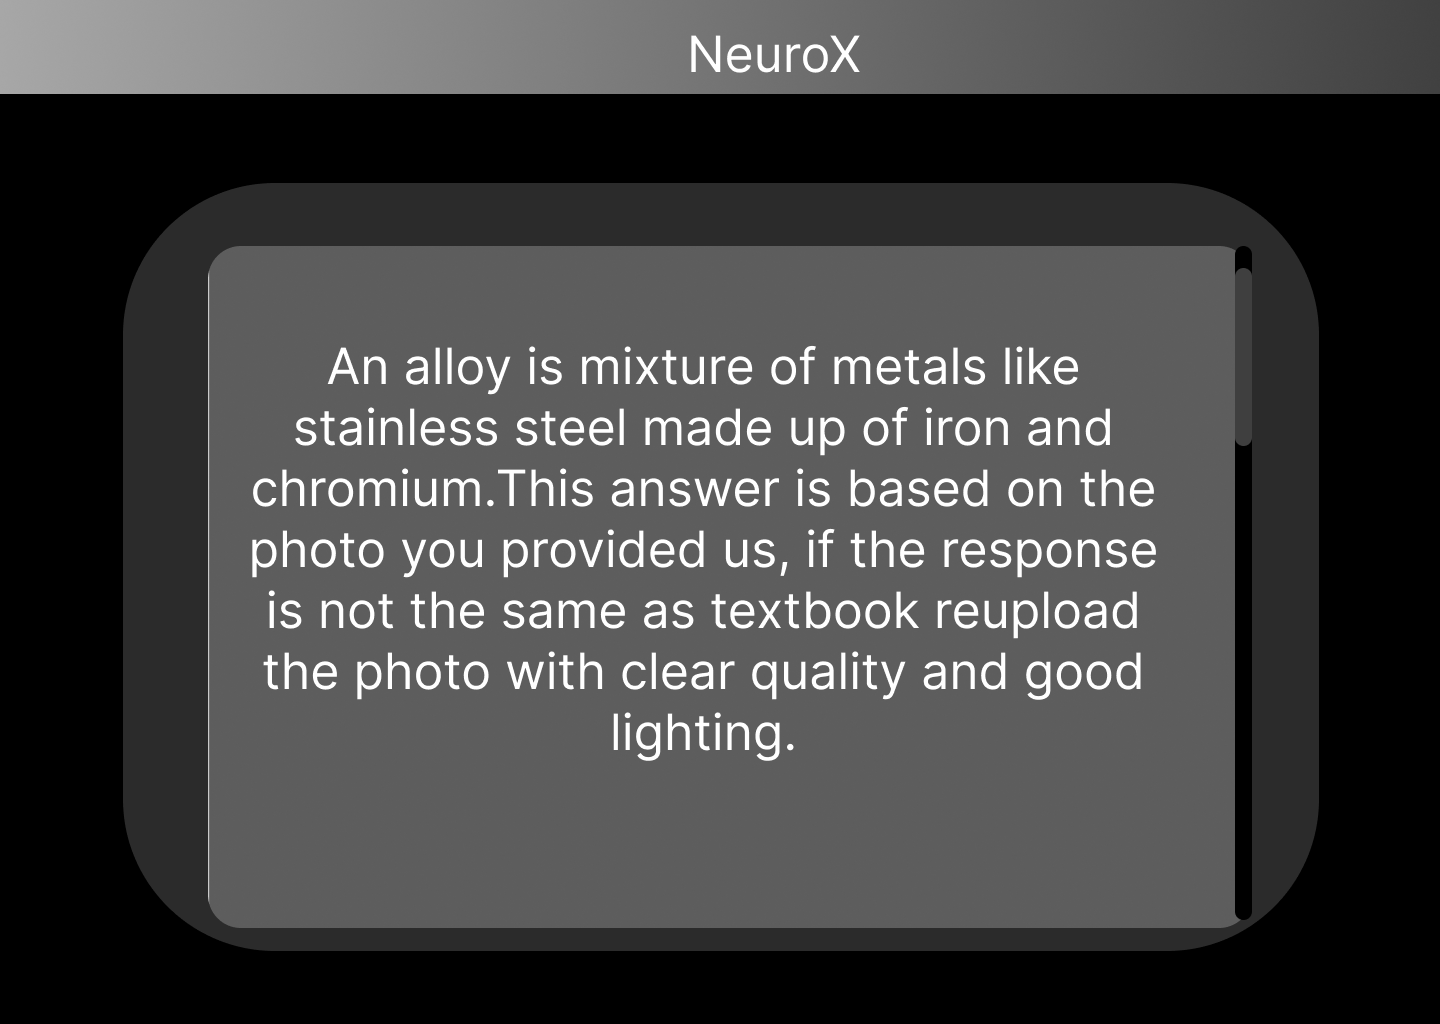 NeuroX
An alloy is mixture of metals like
stainless steel made up of iron and
chromium.This answer is based on the
photo you provided us, if the response
is not the same as textbook reupload
the photo with clear quality and good
lighting.